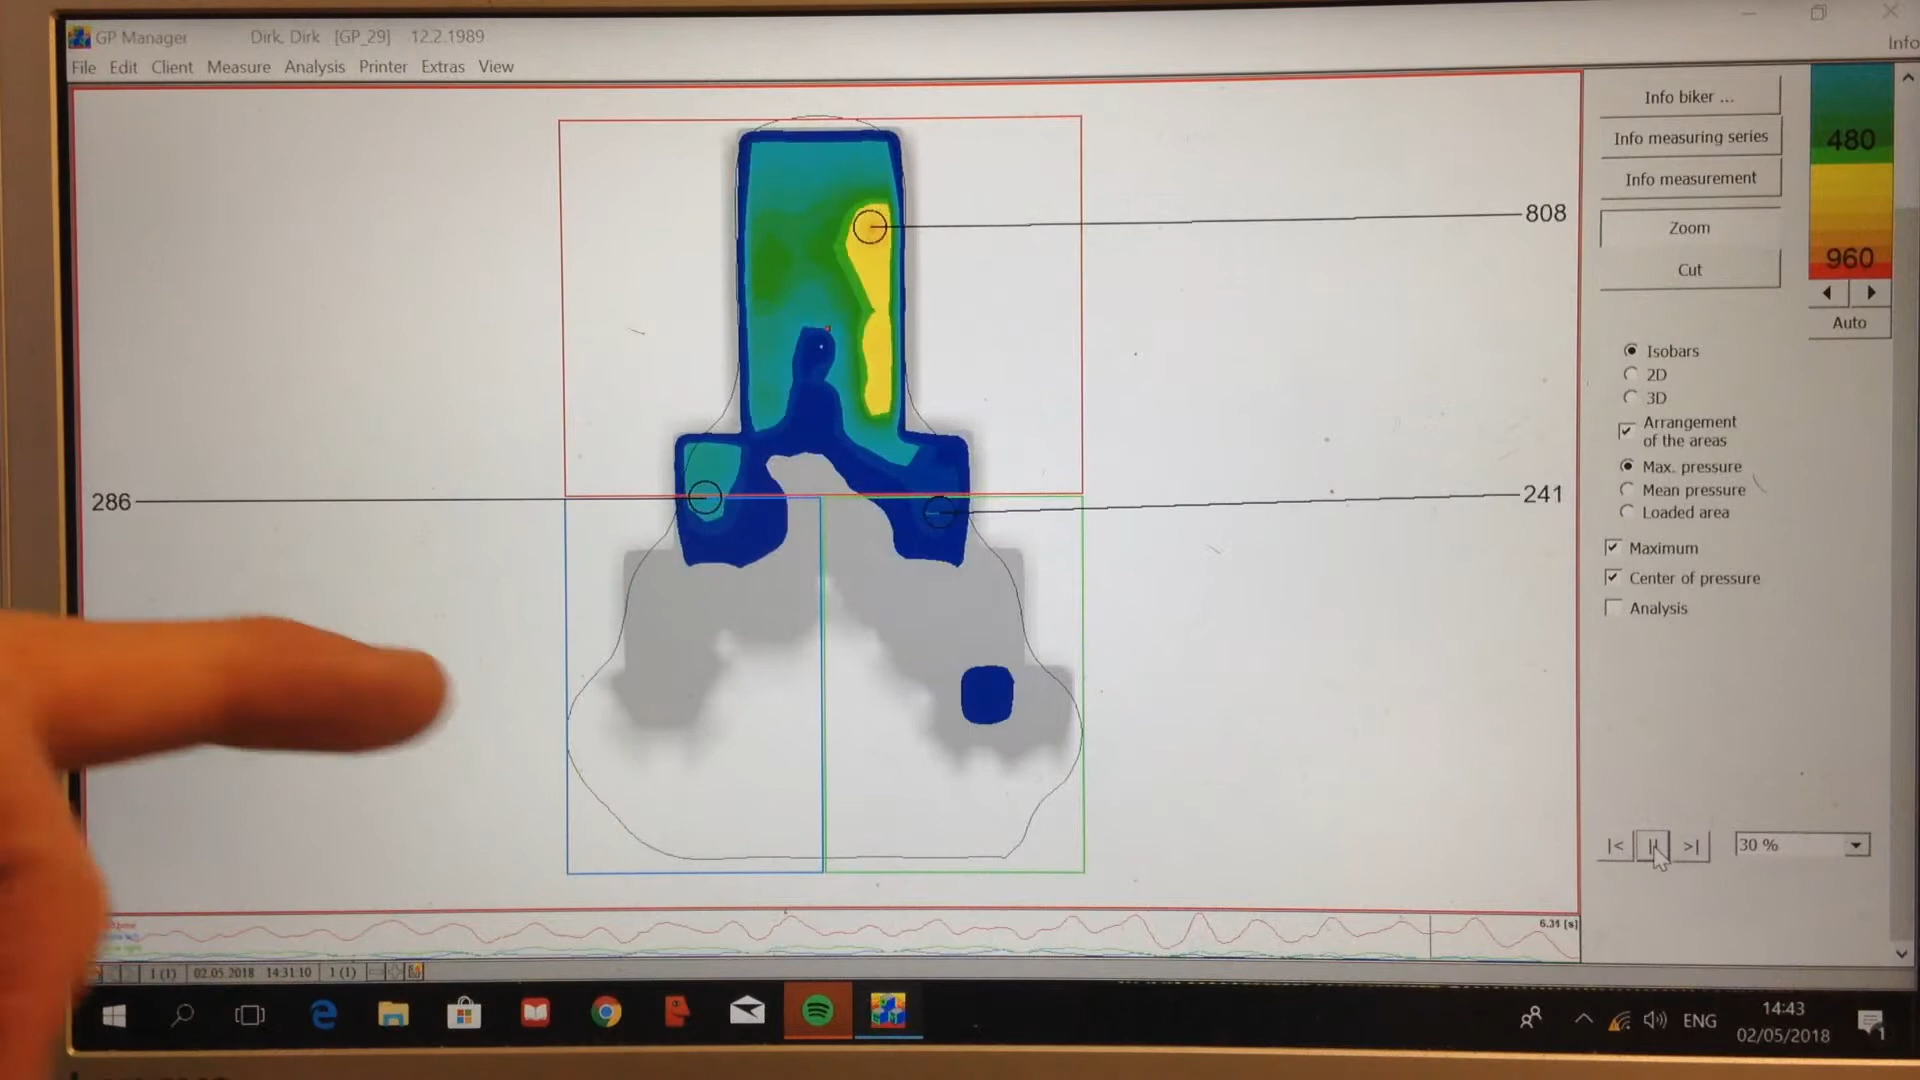 GP Manager Dirk, Dirk [GP_29] 12.2.1989
Info
File Edit Client Measure Analysis Printer Extras View
Info biker ...
Info measuring series
Info measurement
Zoom
Cut
480
960
Auto
808
286
241
Isobars
2D
3D
Arrangement
of the areas
Max. pressure
Mean pressure
Loaded area
Maximum
Center of pressure
Analysis
|< || >| 30 %
6.31 [s]
1 (1) 02.05.2018 14:31:10 1 (1)
ENG
14:43
02/05/2018
1